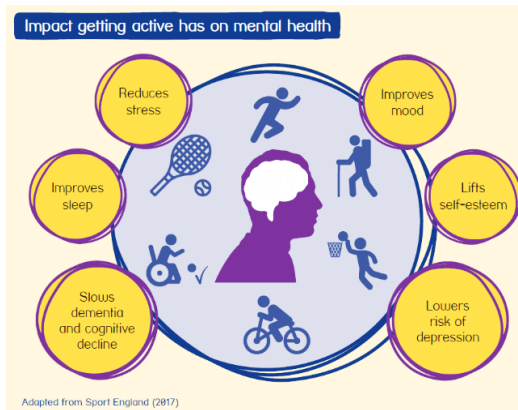 Impact getting active has on mental health
Reduces
stress
Improves
mood
Improves
sleep
Lifts
self-esteem
Slows
dementia
and cognitive
decline
Lowers
risk of
depression
Adapted from Sport England (2017)